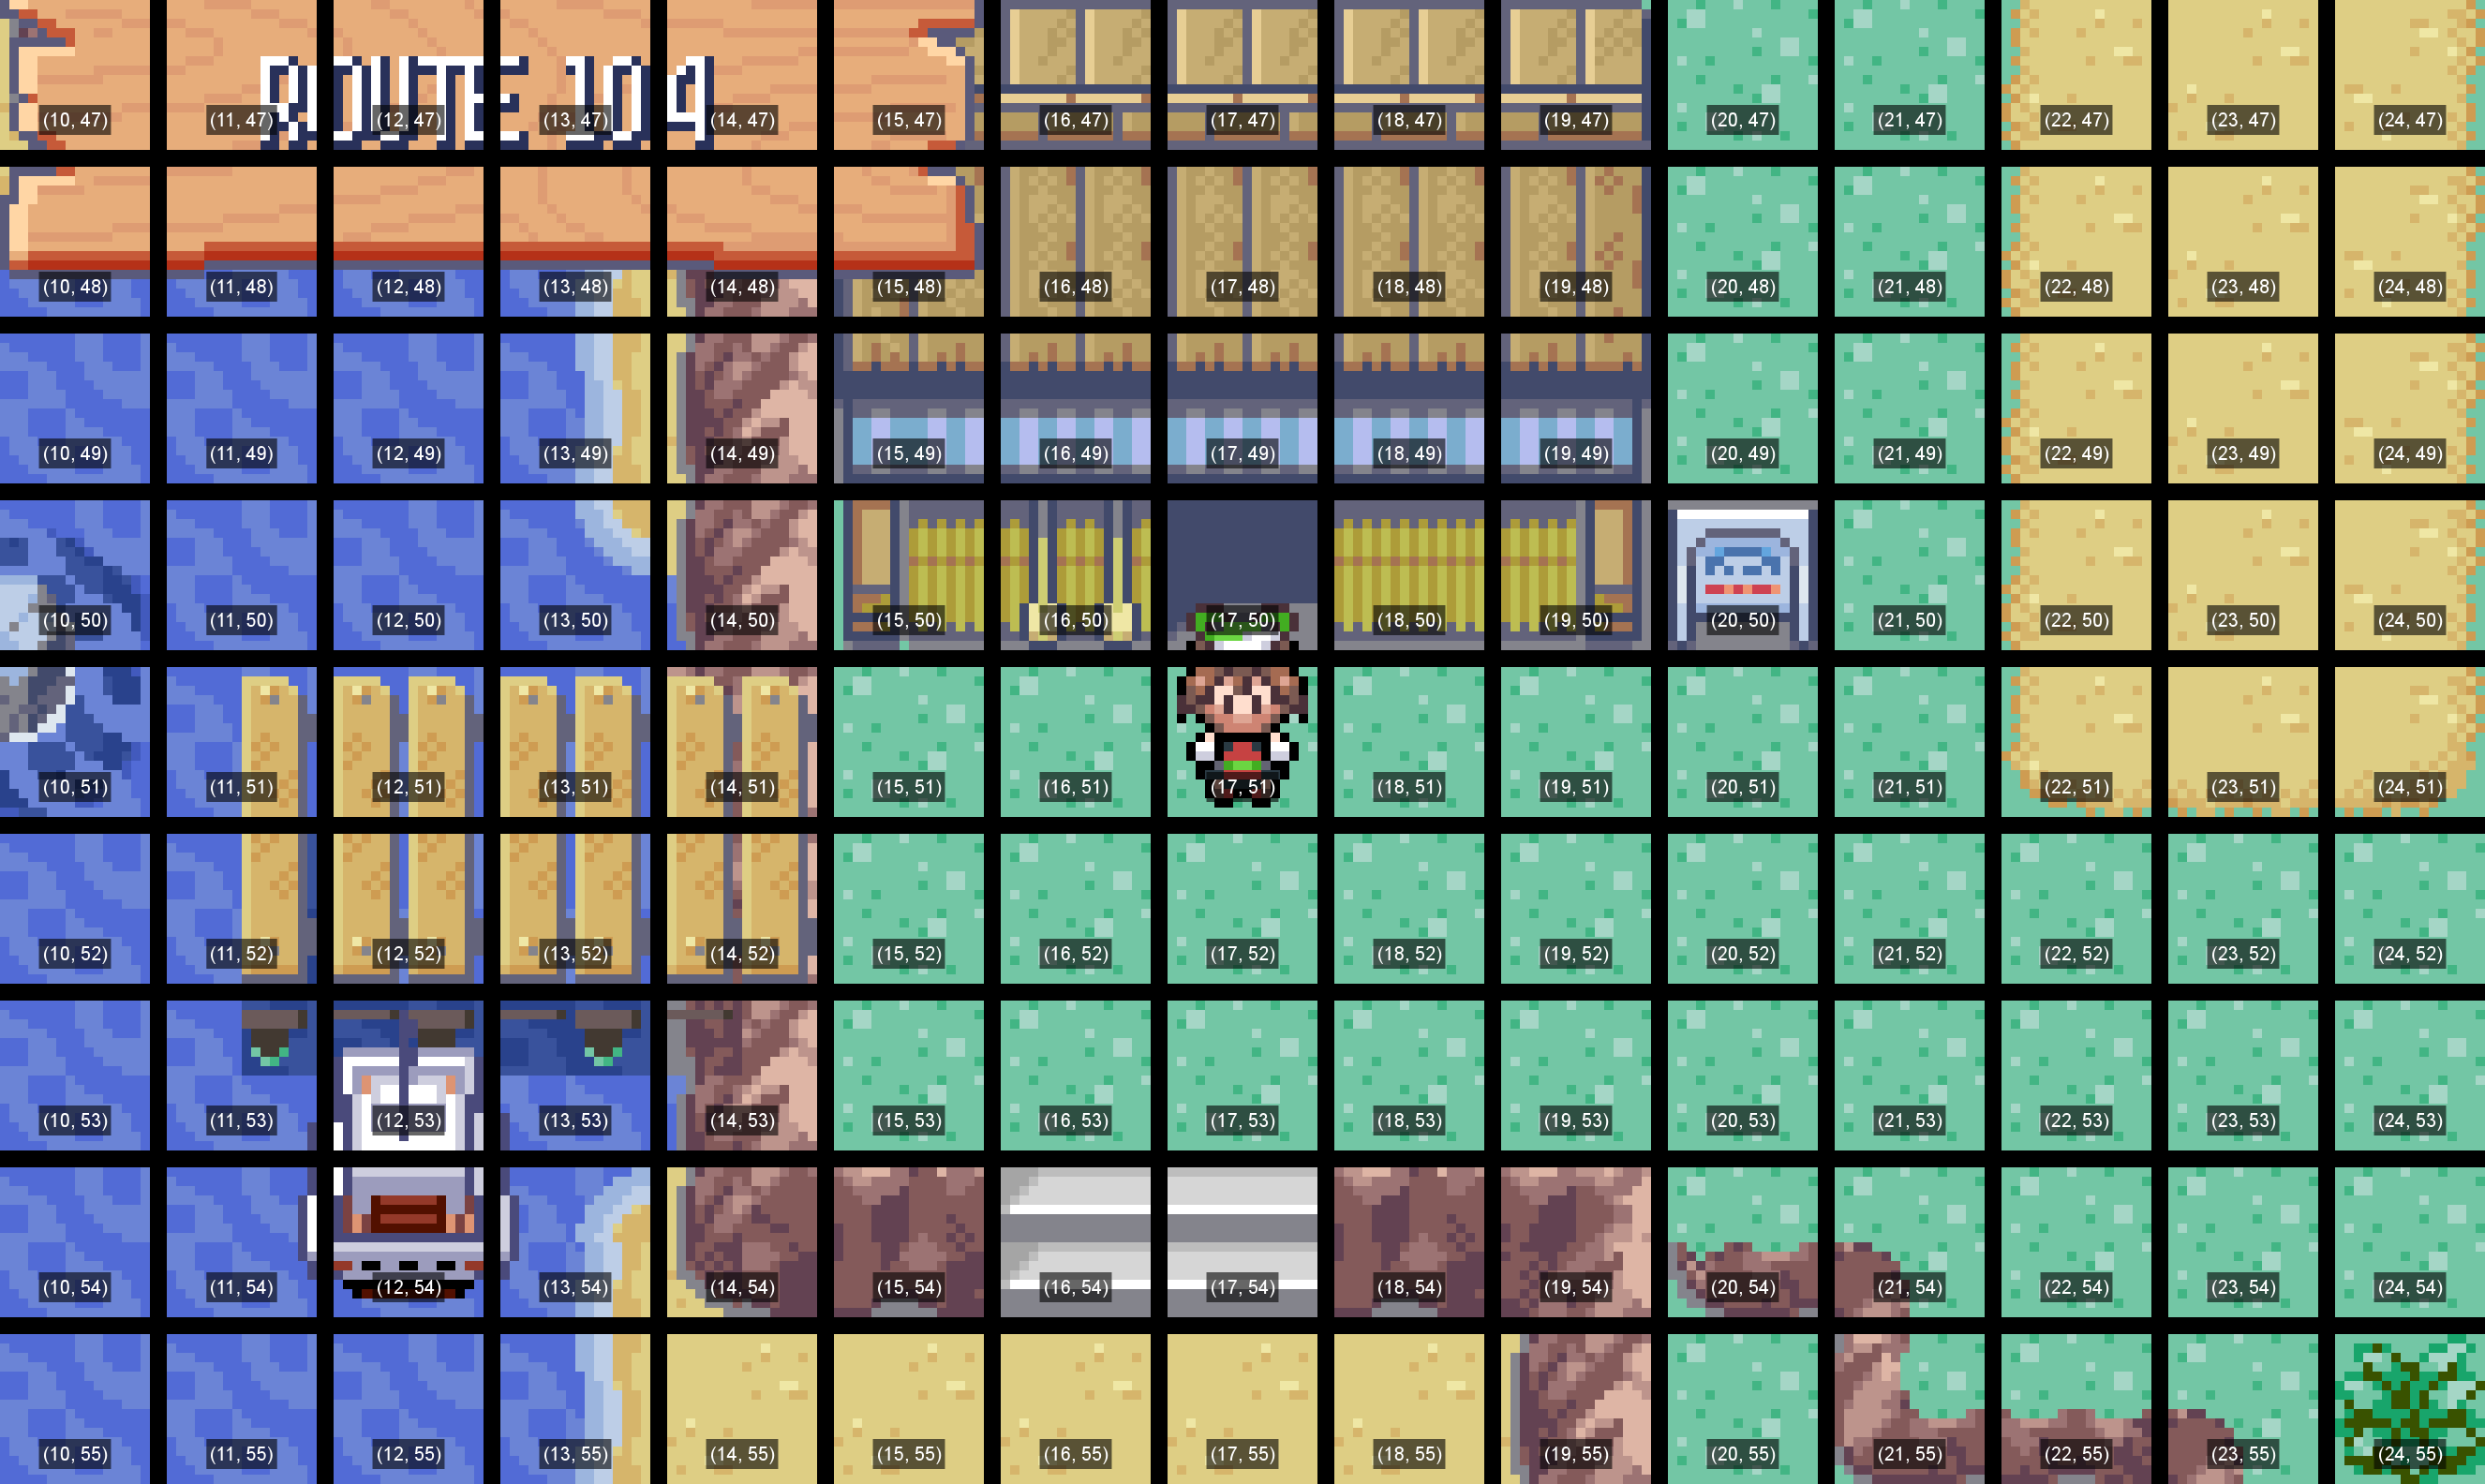 ROUTE 104
(10, 47) (11, 47) (12, 47) (13, 47) (14, 47) (15, 47) (16, 47) (17, 47) (18, 47) (19, 47) (20, 47) (21, 47) (22, 47) (23, 47) (24, 47)
(10, 48) (11, 48) (12, 48) (13, 48) (14, 48) (15, 48) (16, 48) (17, 48) (18, 48) (19, 48) (20, 48) (21, 48) (22, 48) (23, 48) (24, 48)
(10, 49) (11, 49) (12, 49) (13, 49) (14, 49) (15, 49) (16, 49) (17, 49) (18, 49) (19, 49) (20, 49) (21, 49) (22, 49) (23, 49) (24, 49)
(10, 50) (11, 50) (12, 50) (13, 50) (14, 50) (15, 50) (16, 50) (17, 50) (18, 50) (19, 50) (20, 50) (21, 50) (22, 50) (23, 50) (24, 50)
(10, 51) (11, 51) (12, 51) (13, 51) (14, 51) (15, 51) (16, 51) (17, 51) (18, 51) (19, 51) (20, 51) (21, 51) (22, 51) (23, 51) (24, 51)
(10, 52) (11, 52) (12, 52) (13, 52) (14, 52) (15, 52) (16, 52) (17, 52) (18, 52) (19, 52) (20, 52) (21, 52) (22, 52) (23, 52) (24, 52)
(10, 53) (11, 53) (12, 53) (13, 53) (14, 53) (15, 53) (16, 53) (17, 53) (18, 53) (19, 53) (20, 53) (21, 53) (22, 53) (23, 53) (24, 53)
(10, 54) (11, 54) (12, 54) (13, 54) (14, 54) (15, 54) (16, 54) (17, 54) (18, 54) (19, 54) (20, 54) (21, 54) (22, 54) (23, 54) (24, 54)
(10, 55) (11, 55) (12, 55) (13, 55) (14, 55) (15, 55) (16, 55) (17, 55) (18, 55) (19, 55) (20, 55) (21, 55) (22, 55) (23, 55) (24, 55)